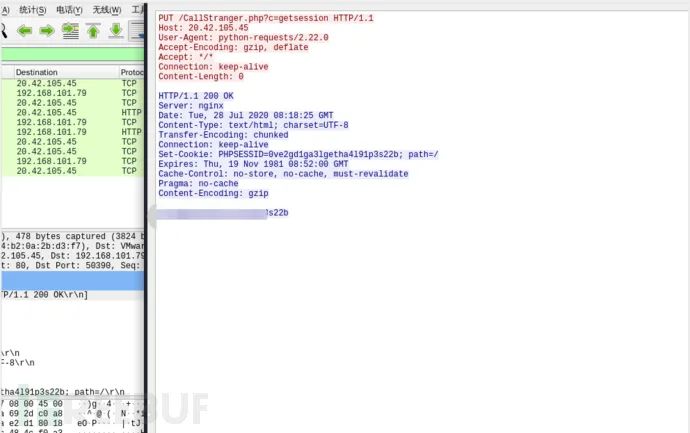 A) 统计(S) 电话(Y) 无线(W) 工具
Destination Protoc
20.42.105.45 TCP
192.168.101.79 TCP
20.42.105.45 TCP
20.42.105.45 HTTP
192.168.101.79 TCP
192.168.101.79 HTTP
20.42.105.45 TCP
20.42.105.45 TCP
192.168.101.79 TCP
20.42.105.45 TCP
), 478 bytes captured (3824 b
4:b2:0a:2b:d3:f7), Dst: VMwar
2.105.45, Dst: 192.168.101.79
t: 80, Dst Port: 50390, Seq:
TP/1.1 200 OK\r\n]
\r\n
F-8\r\n
tha4l91p3s22b; path=/\r\n
08 00 45 00 )g 4 +
a 69 2d c0 a8 ^ @ ( N
a e2 d1 80 18 eO P | tJ
PUT /CallStranger.php?c=getsession HTTP/1.1
Host: 20.42.105.45
User-Agent: python-requests/2.22.0
Accept-Encoding: gzip, deflate
Accept: */*
Connection: keep-alive
Content-Length: 0
HTTP/1.1 200 OK
Server: nginx
Date: Tue, 28 Jul 2020 08:18:25 GMT
Content-Type: text/html; charset=UTF-8
Transfer-Encoding: chunked
Connection: keep-alive
Set-Cookie: PHPSESSID=0ve2gd1ga3lgetha4l91p3s22b; path=/
Expires: Thu, 19 Nov 1981 08:52:00 GMT
Cache-Control: no-store, no-cache, must-revalidate
Pragma: no-cache
Content-Encoding: gzip
3s22b